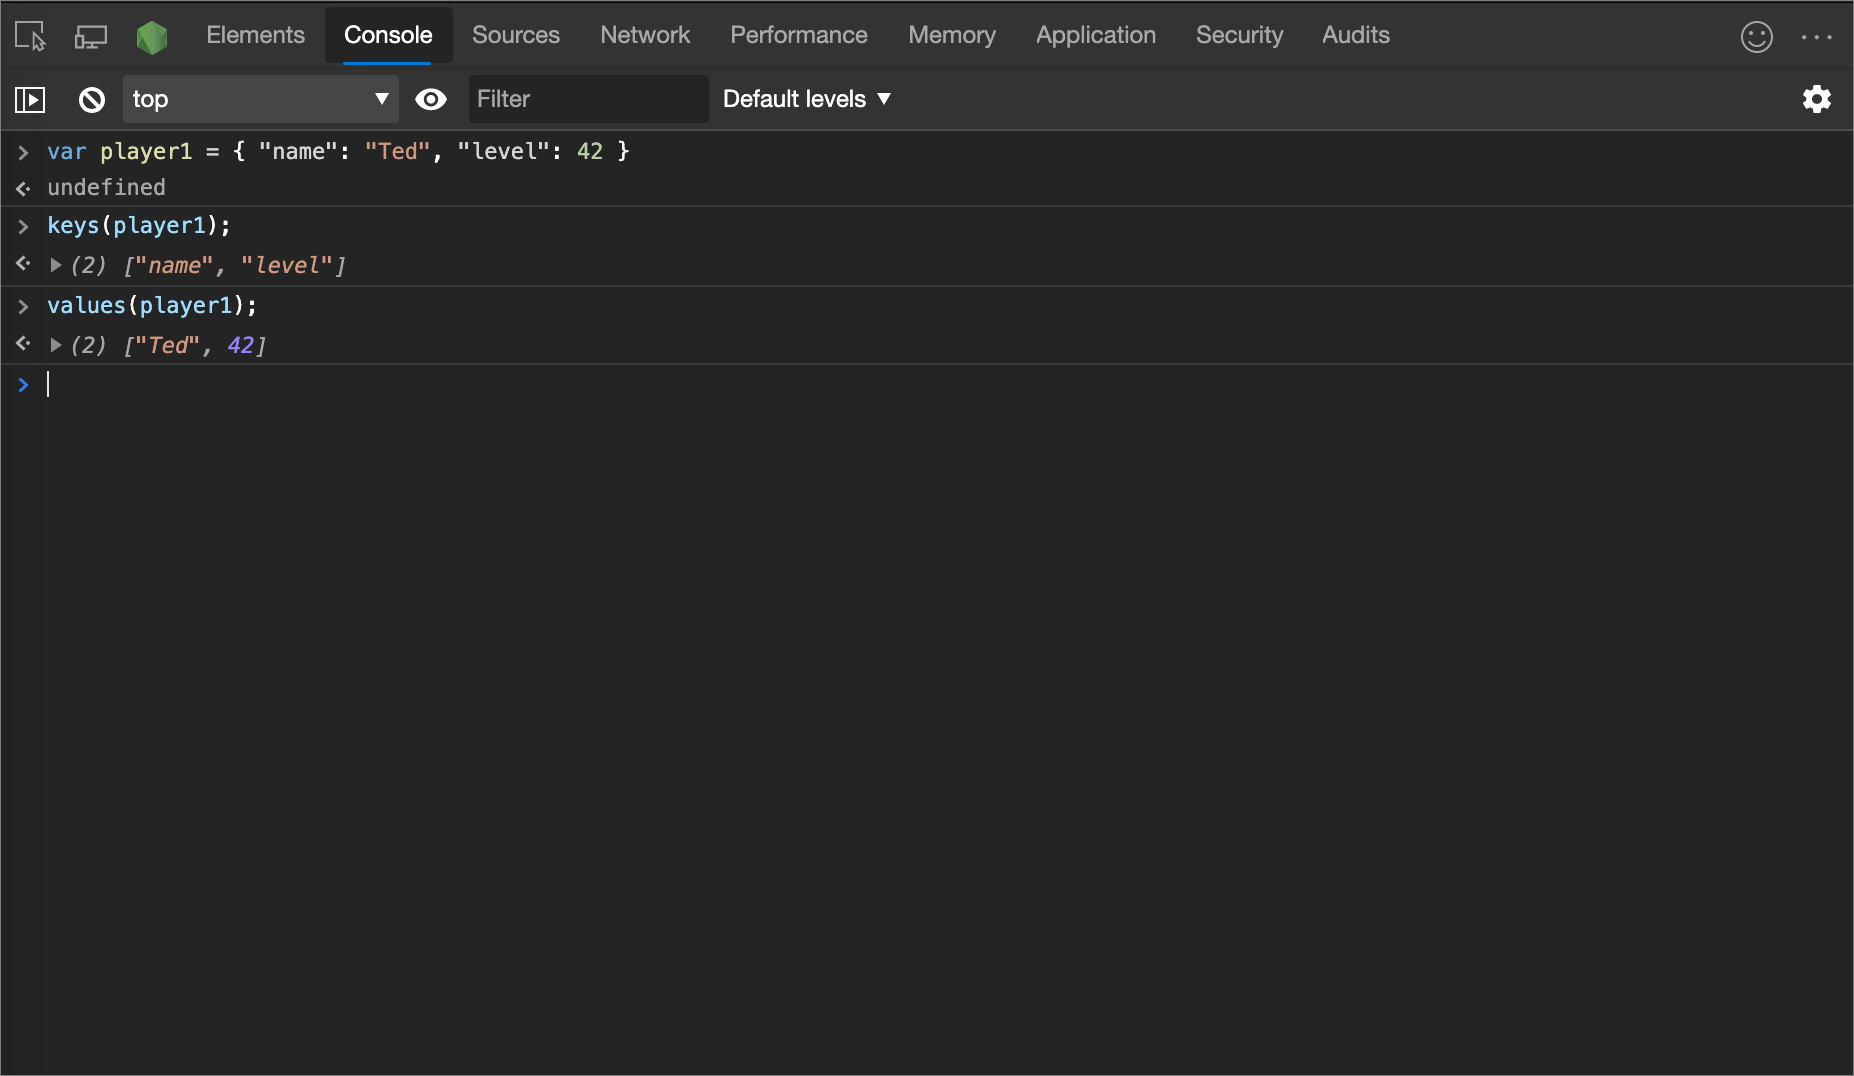 Elements Console Sources Network Performance Memory Application Security Audits
top Filter Default levels
var player1 = { "name": "Ted", "level": 42 }
undefined
keys(player1);
(2) ["name", "level"]
values(player1);
(2) ["Ted", 42]